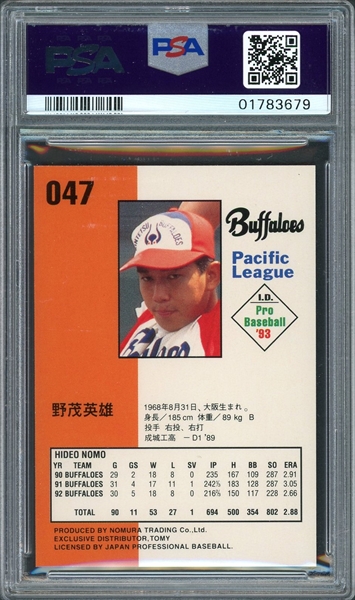 PSA
PSA
01783679
047
KINTETSU BUFFALOES
Buffaloes
Buffaloes
Pacific
League
I.D.
Pro
Baseball
'93
野茂英雄
1968年8月31日、大阪生まれ。
身長／185cm 体重／89kg B
投手 右投、右打
成城工高 －D1 '89
HIDEO NOMO
YR TEAM G GS W L SV IP H BB SO ERA
90 BUFFALOES 29 2 18 8 0 235 167 109 287 2.91
91 BUFFALOES 31 4 17 11 1 242⅓ 183 128 287 3.05
92 BUFFALOES 30 5 18 8 0 216⅔ 150 117 228 2.66
TOTAL 90 11 53 27 1 694 500 354 802 2.88
PRODUCED BY NOMURA TRADING Co.,Ltd.
EXCLUSIVE DISTRIBUTOR,TOMY
LICENSED BY JAPAN PROFESSIONAL BASEBALL.